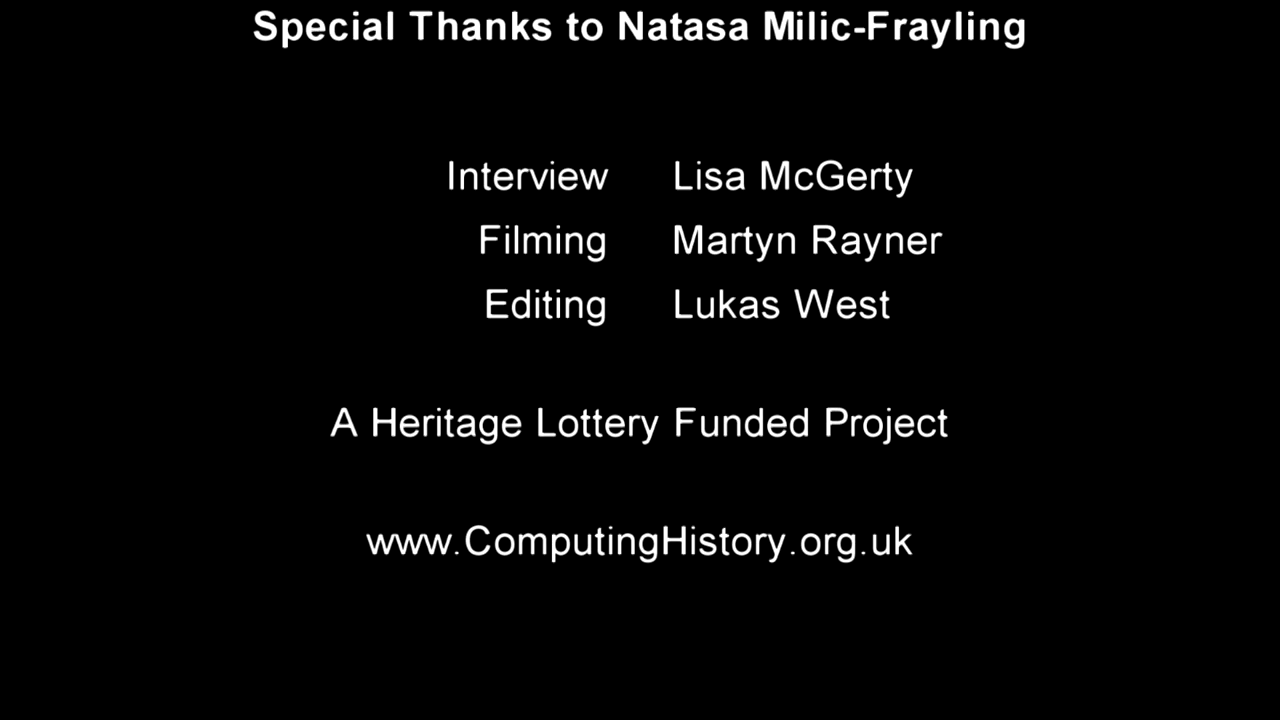 Special Thanks to Natasa Milic-Frayling
Interview Lisa McGerty
Filming Martyn Rayner
Editing Lukas West
A Heritage Lottery Funded Project
www.ComputingHistory.org.uk